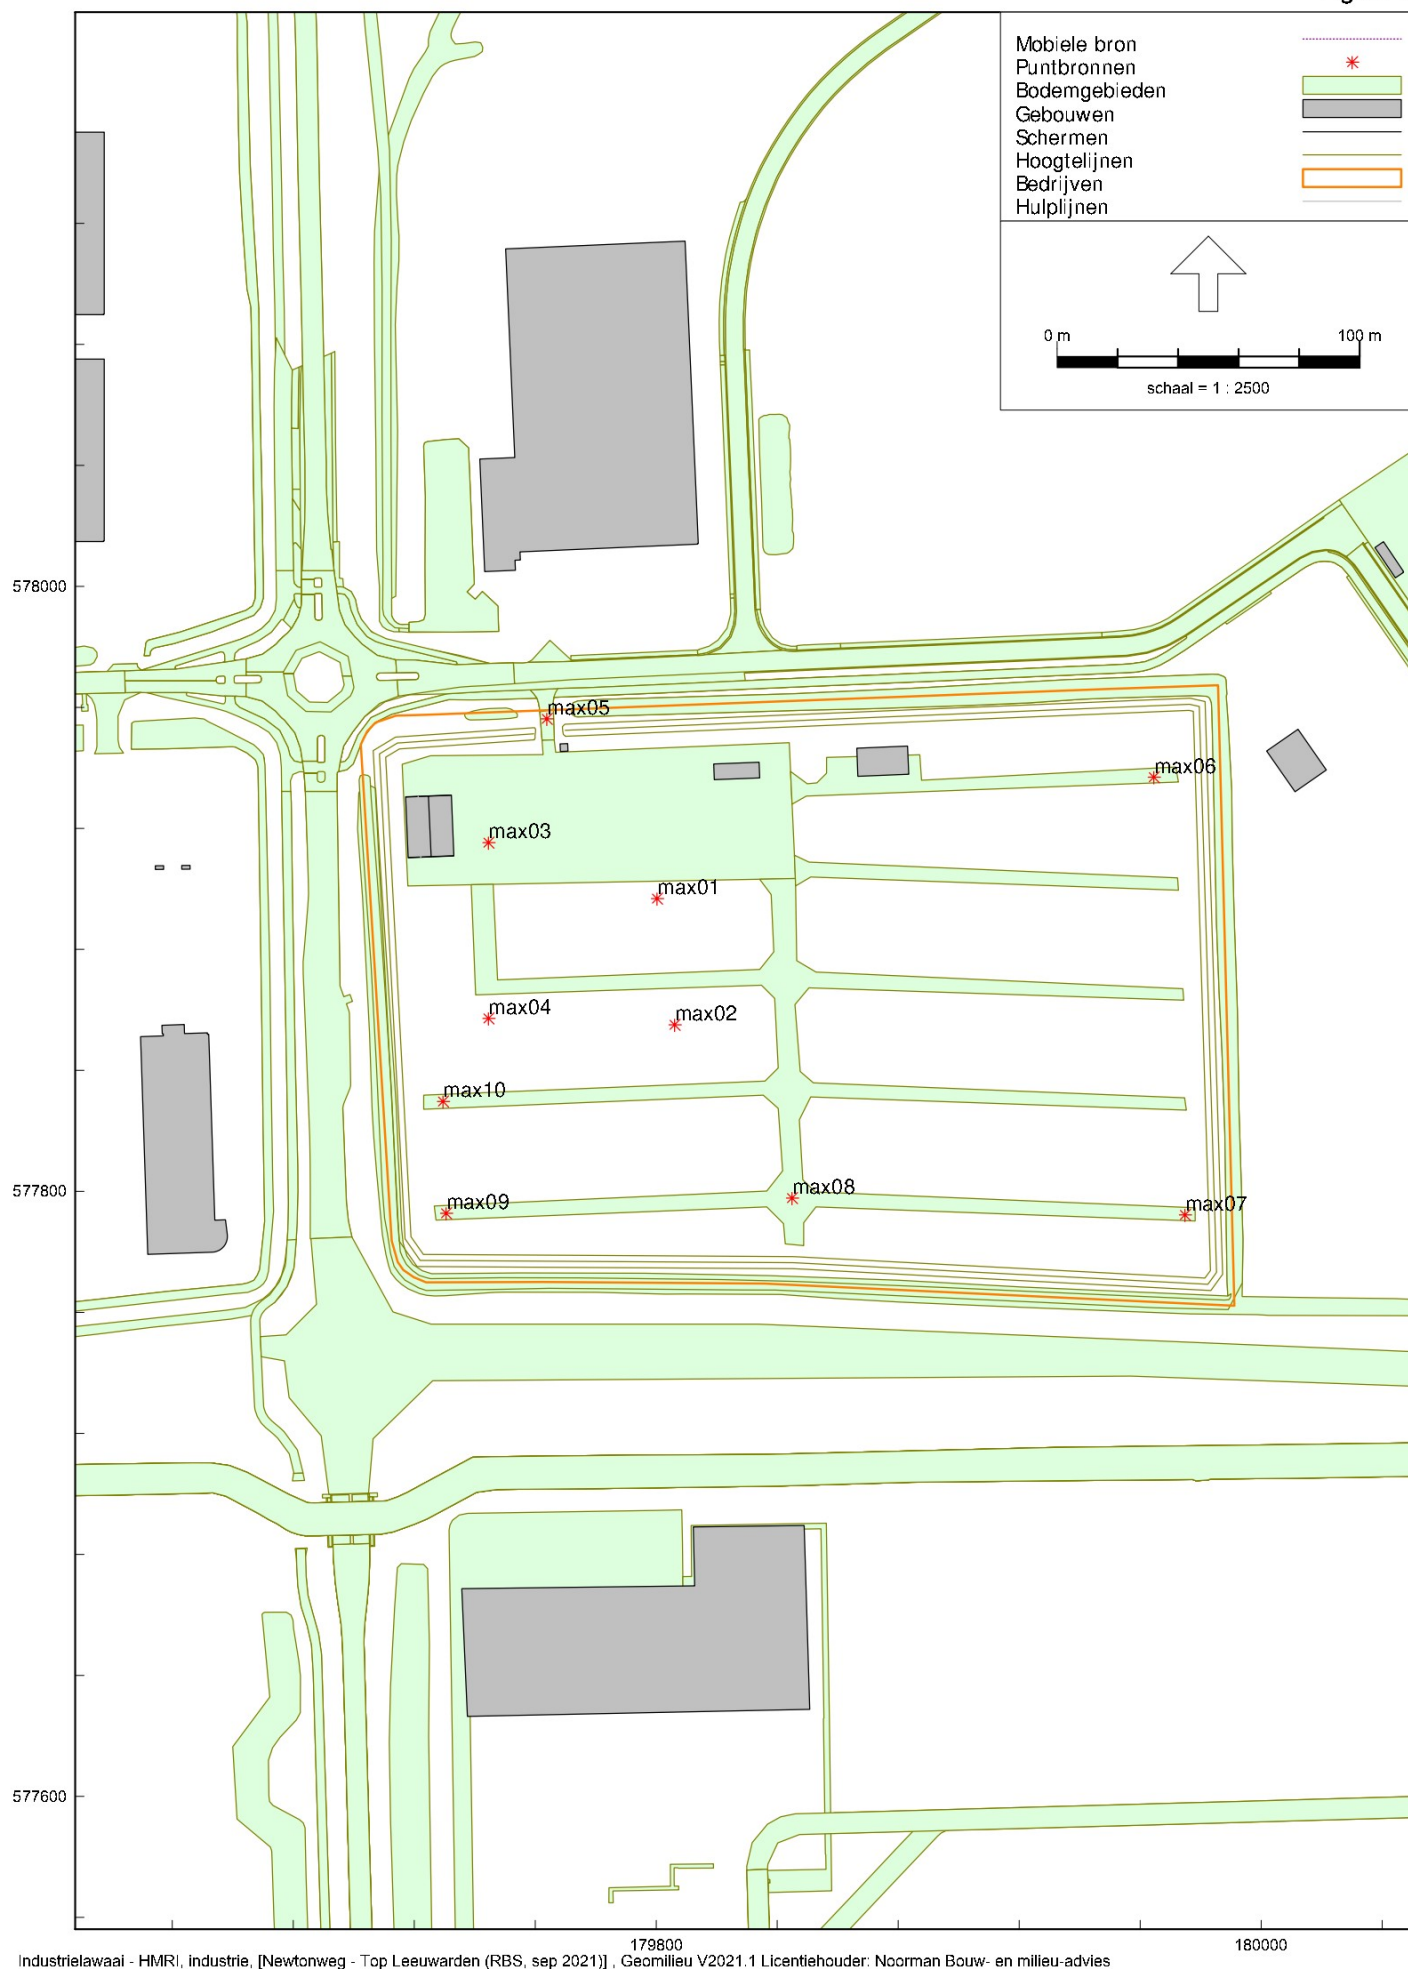 Mobiele bron
Puntbronnen
Bodemgebieden
Gebouwen
Schermen
Hoogtelijnen
Bedrijven
Hulplijnen
0 m 100 m
schaal = 1 : 2500
578000
max05
max06
max03
max01
max04
max02
max10
577800
max08
max09
max07
577600
179800 180000
Industrielawaai - HMRI, industrie, [Newtonweg - Top Leeuwarden (RBS, sep 2021)] , Geomilieu V2021.1 Licentiehouder: Noorman Bouw- en milieu-advies